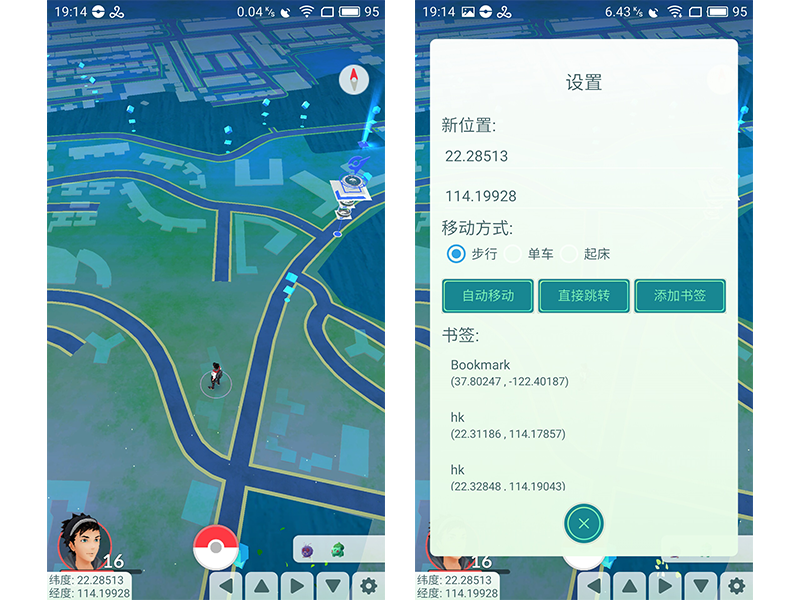 19:14
0.04 K/s
95
16
纬度: 22.28513
经度: 114.19928
19:14
6.43 K/s
95
设置
新位置:
22.28513
114.19928
移动方式:
步行 单车 起床
自动移动 直接跳转 添加书签
书签:
Bookmark
(37.80247 , -122.40187)
hk
(22.31186 , 114.17857)
hk
(22.32848 , 114.19043)
16
纬度: 22.28513
经度: 114.19928